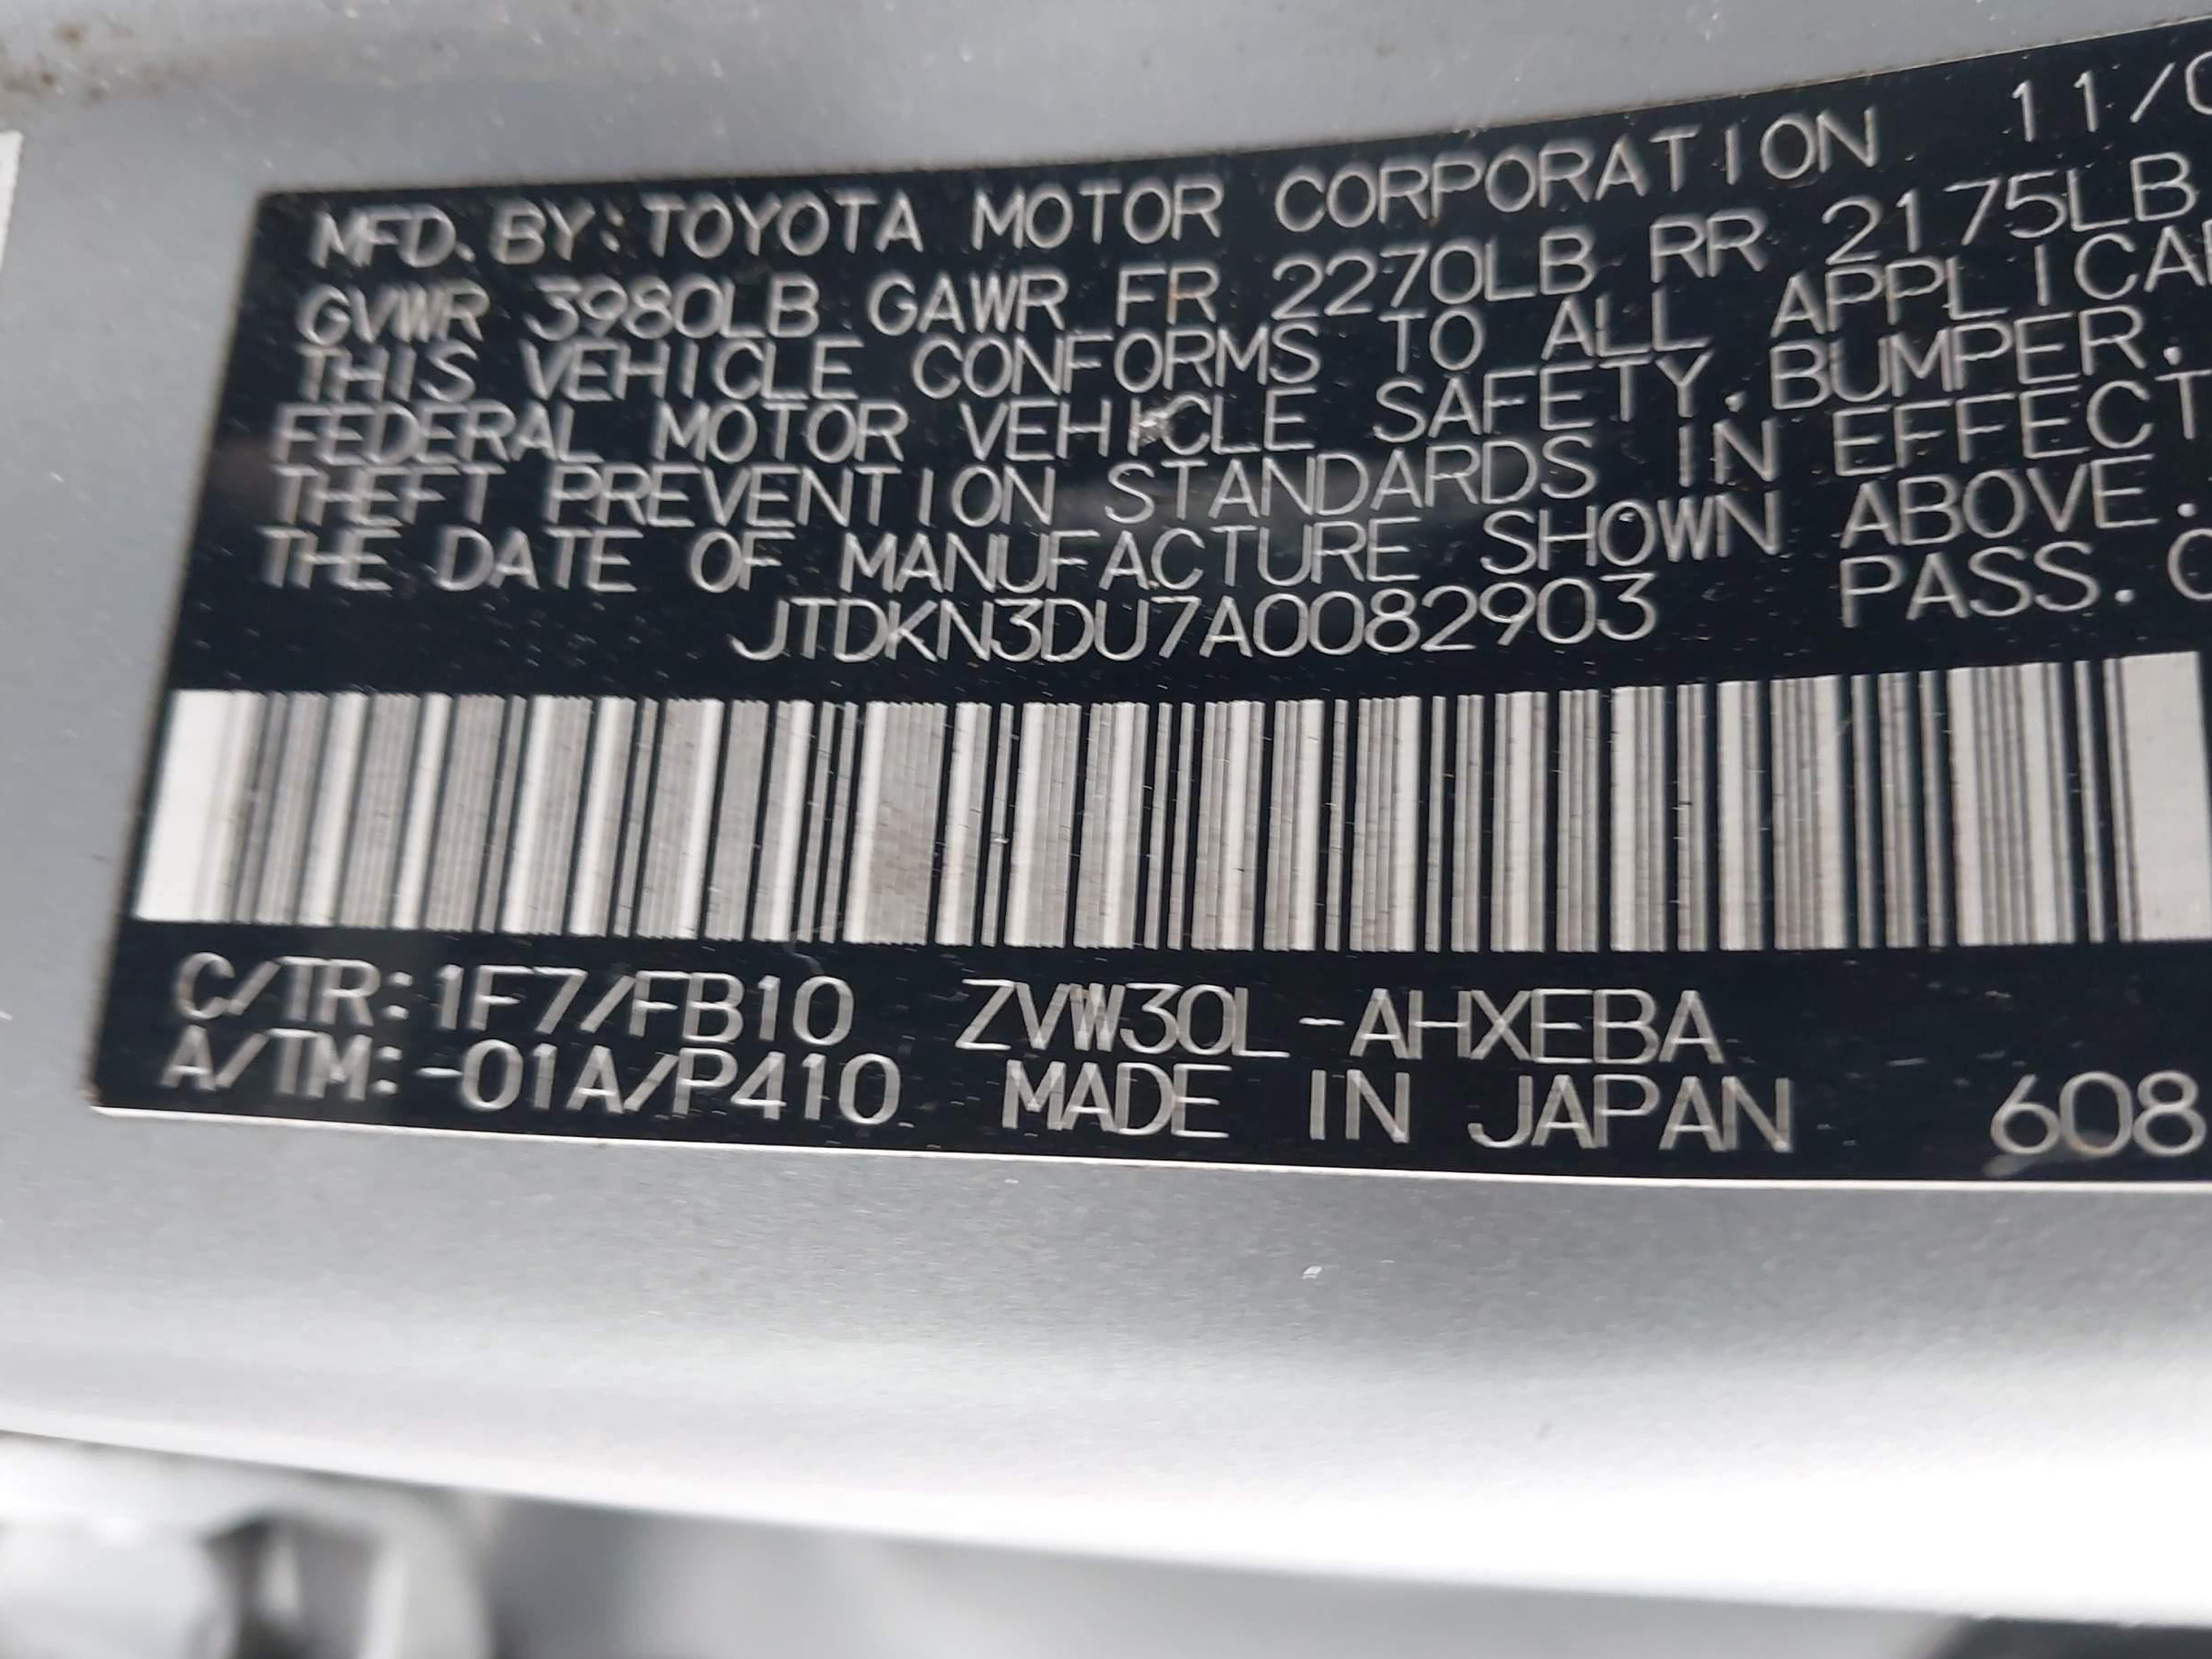 MFD. BY: TOYOTA MOTOR CORPORATION 11/
GVWR 3980LB GAWR FR 2270LB RR 2175LB
THIS VEHICLE CONFORMS TO ALL
FEDERAL MOTOR VEHICLE SAFETY, BUMPER,
THEFT PREVENTION STANDARDS IN EFFECT
THE DATE OF MANUFACTURE SHOWN ABOVE.
JTDKN3DU7A0082903 PASS.
C/TR: 1F7/FB10 ZVW30L-AHXEBA
A/TM: -01A/P410 MADE IN JAPAN 608